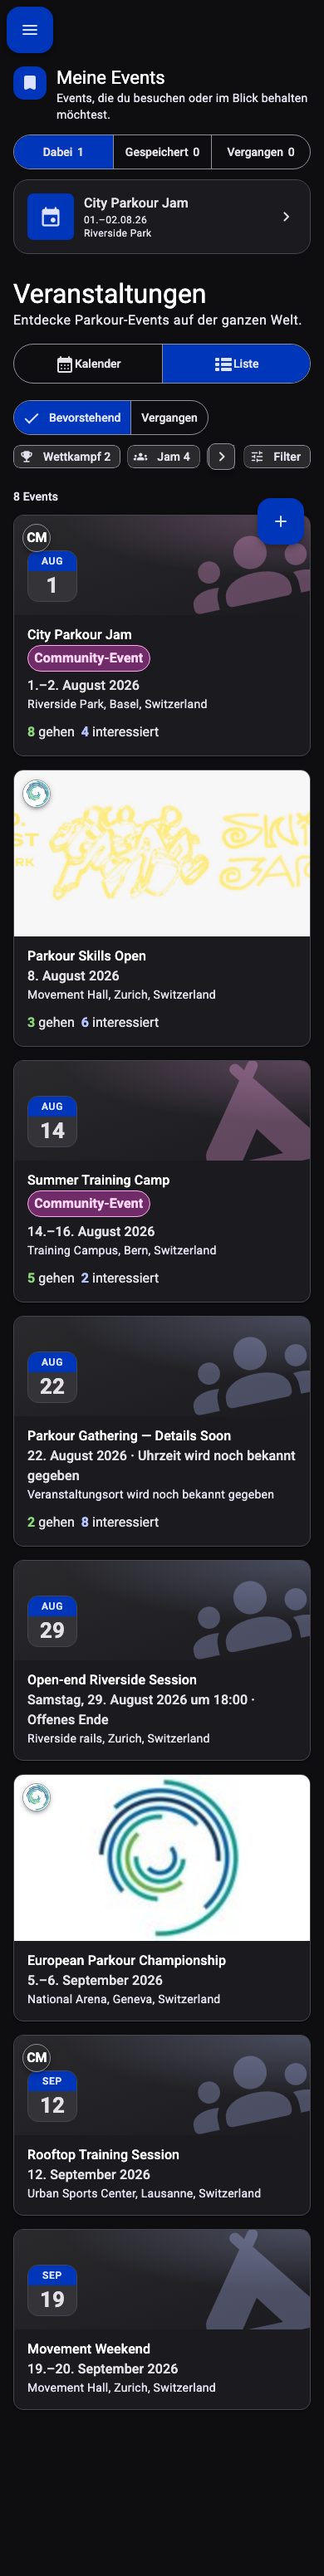 Meine Events
Events, die du besuchen oder im Blick behalten
möchtest.
Dabei 1
Gespeichert 0
Vergangen 0
City Parkour Jam
01.–02.08.26
Riverside Park
Veranstaltungen
Entdecke Parkour-Events auf der ganzen Welt.
Kalender
Liste
Bevorstehend
Vergangen
Wettkampf 2
Jam 4
Filter
8 Events
CM
AUG
1
City Parkour Jam
Community-Event
1.–2. August 2026
Riverside Park, Basel, Switzerland
8 gehen 4 interessiert
Parkour Skills Open
8. August 2026
Movement Hall, Zurich, Switzerland
3 gehen 6 interessiert
AUG
14
Summer Training Camp
Community-Event
14.–16. August 2026
Training Campus, Bern, Switzerland
5 gehen 2 interessiert
AUG
22
Parkour Gathering — Details Soon
22. August 2026 · Uhrzeit wird noch bekannt
gegeben
Veranstaltungsort wird noch bekannt gegeben
2 gehen 8 interessiert
AUG
29
Open-end Riverside Session
Samstag, 29. August 2026 um 18:00 ·
Offenes Ende
Riverside rails, Zurich, Switzerland
European Parkour Championship
5.–6. September 2026
National Arena, Geneva, Switzerland
CM
SEP
12
Rooftop Training Session
12. September 2026
Urban Sports Center, Lausanne, Switzerland
SEP
19
Movement Weekend
19.–20. September 2026
Movement Hall, Zurich, Switzerland